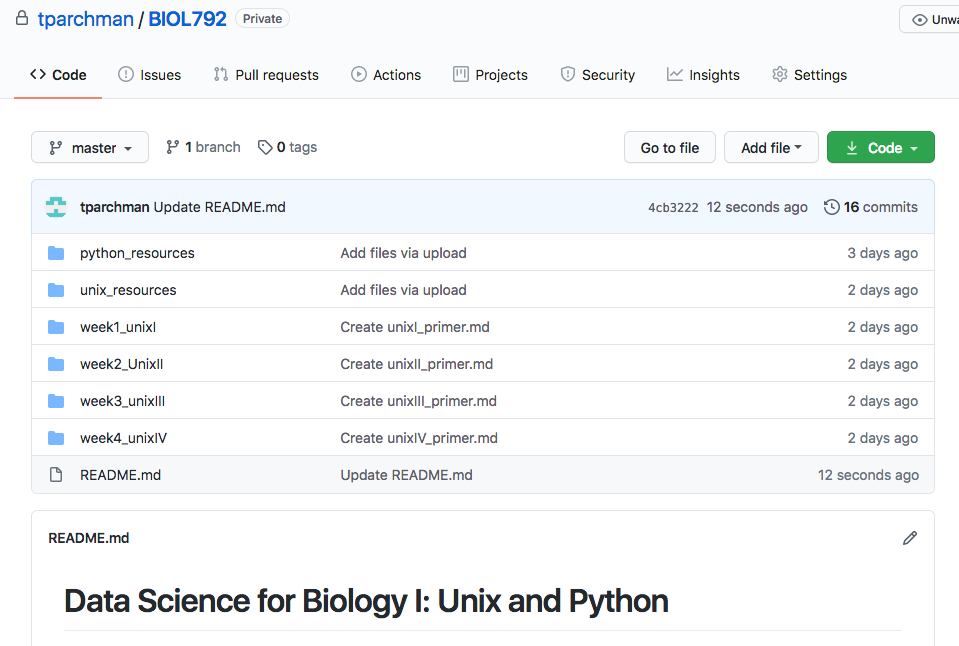 tparchman / BIOL792 Private
Unwa
Code Issues Pull requests Actions Projects Security Insights Settings
master 1 branch 0 tags Go to file Add file Code
tparchman Update README.md 4cb3222 12 seconds ago 16 commits
python_resources Add files via upload 3 days ago
unix_resources Add files via upload 2 days ago
week1_unixI Create unixI_primer.md 2 days ago
week2_UnixII Create unixII_primer.md 2 days ago
week3_unixIII Create unixIII_primer.md 2 days ago
week4_unixIV Create unixIV_primer.md 2 days ago
README.md Update README.md 12 seconds ago
README.md
Data Science for Biology I: Unix and Python